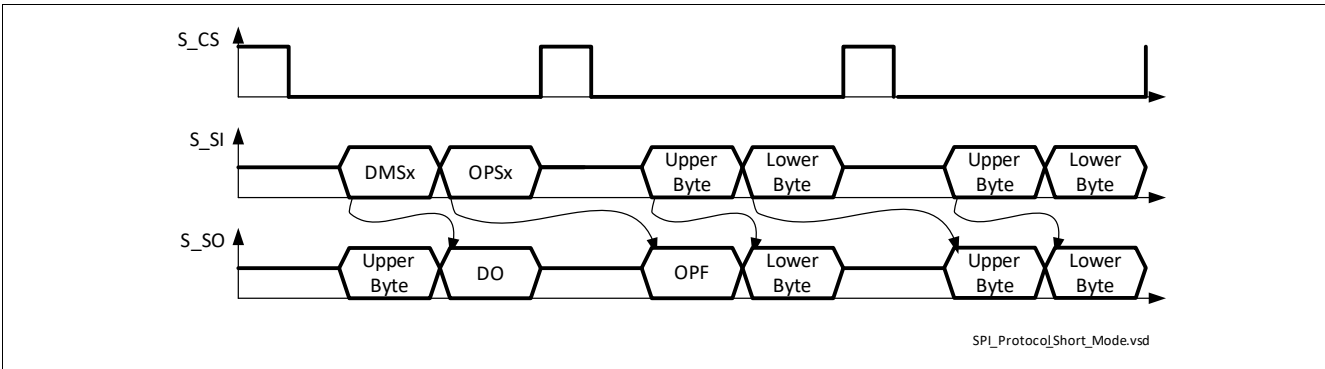 S_CS
S_SI
DMSx
OPSx
Upper
Byte
Lower
Byte
Upper
Byte
Lower
Byte
S_SO
Upper
Byte
DO
OPF
Lower
Byte
Upper
Byte
Lower
Byte
SPI_Protocol_Short_Mode.vsd